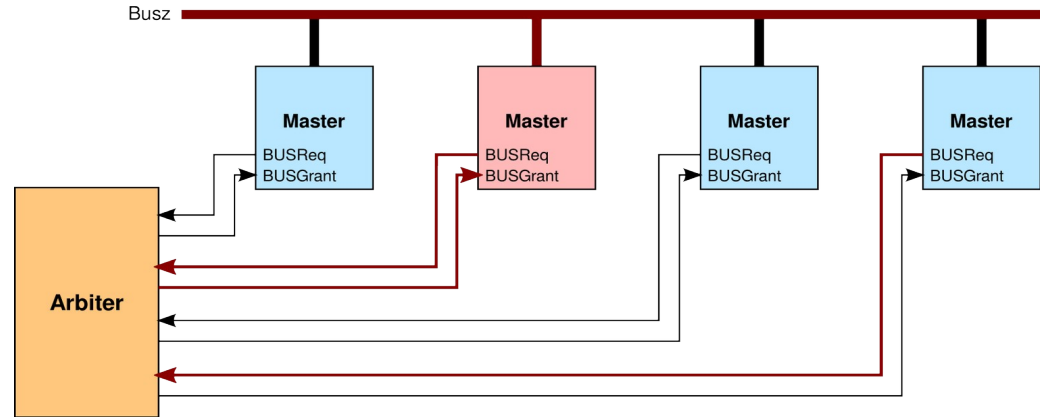 Busz
Master
BUSReq
BUSGrant
Master
BUSReq
BUSGrant
Master
BUSReq
BUSGrant
Master
BUSReq
BUSGrant
Arbiter